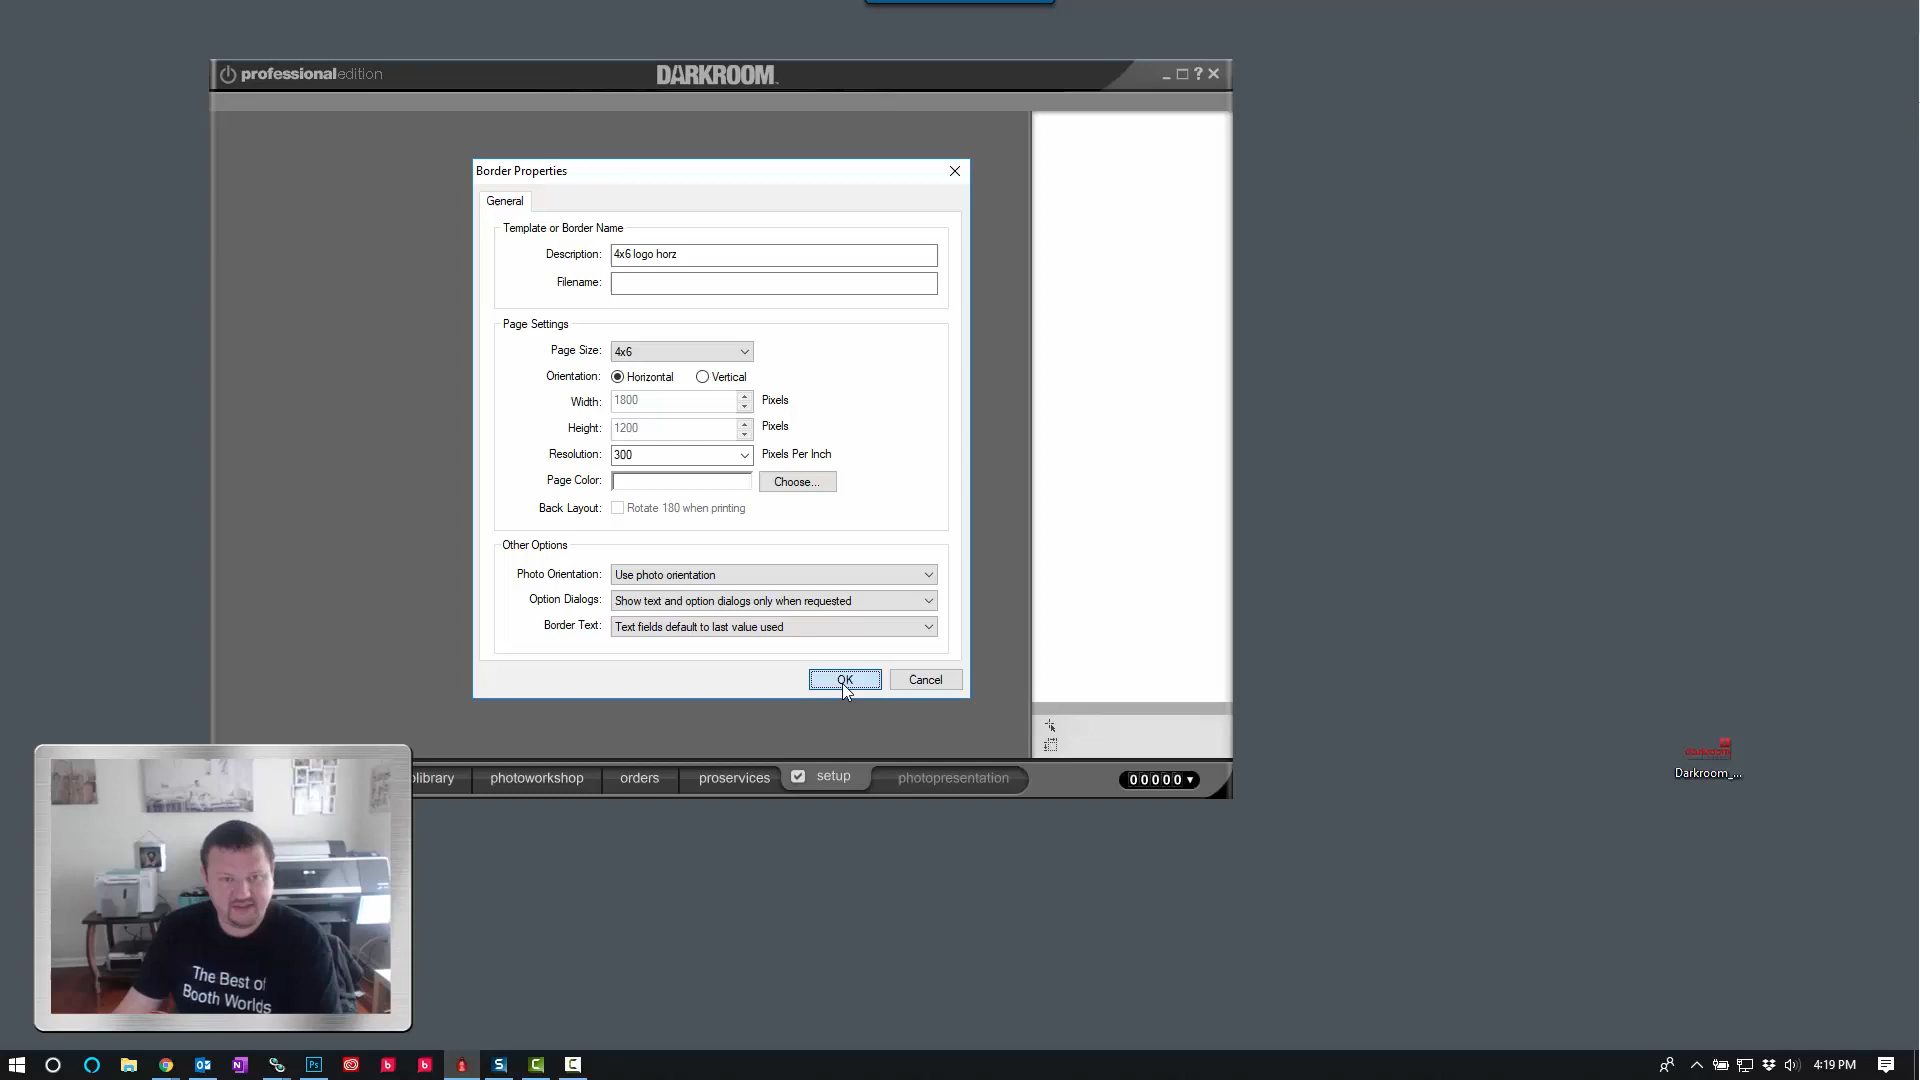 professionaledition
DARKROOM
?
Border Properties
General
Template or Border Name
Description: 4x6 logo horz
Filename:
Page Settings
Page Size: 4x6
Orientation: Horizontal Vertical
Width: 1800 Pixels
Height: 1200 Pixels
Resolution: 300 Pixels Per Inch
Page Color: Choose...
Back Layout: Rotate 180 when printing
Other Options
Photo Orientation: Use photo orientation
Option Dialogs: Show text and option dialogs only when requested
Border Text: Text fields default to last value used
OK Cancel
Darkroom_...
olibrary photoworkshop orders proservices setup photopresentation 00000
The Best of
Booth Worlds
4:19 PM